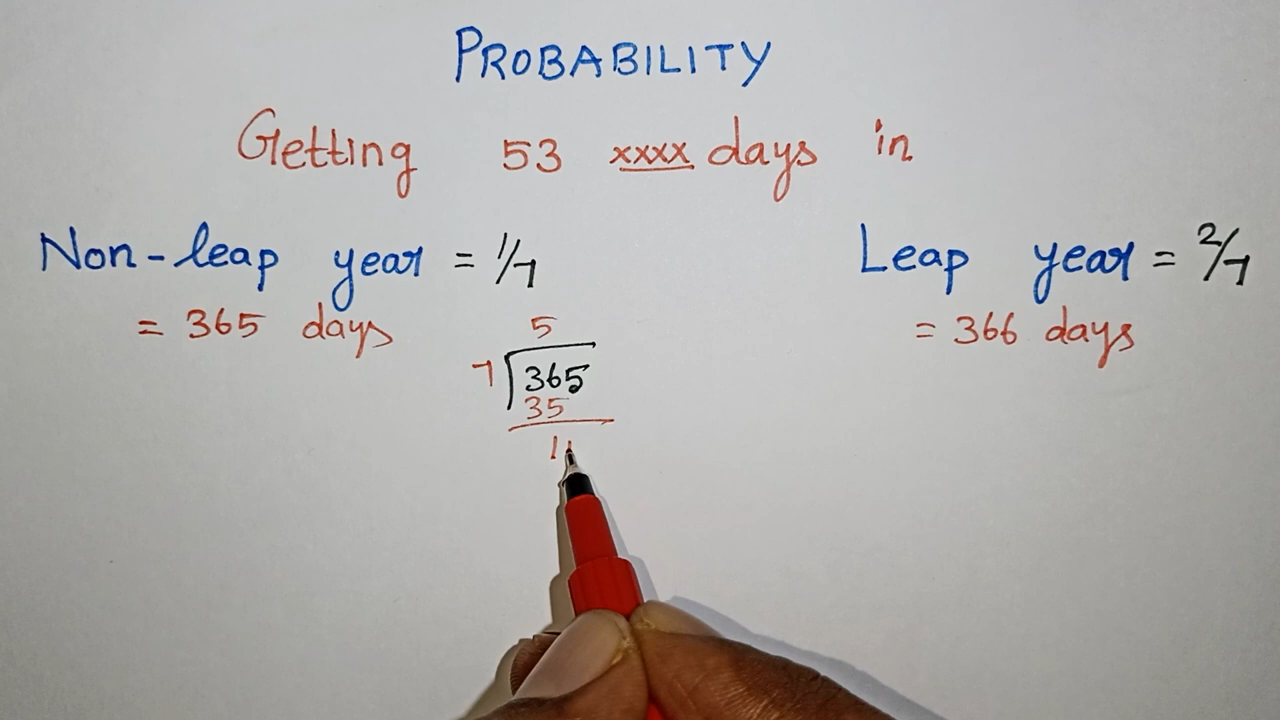 PROBABILITY
Getting 53 xxxx days in
Non-leap year = 1/7
= 365 days
5
7 365
35
1
Leap year = 2/7
= 366 days